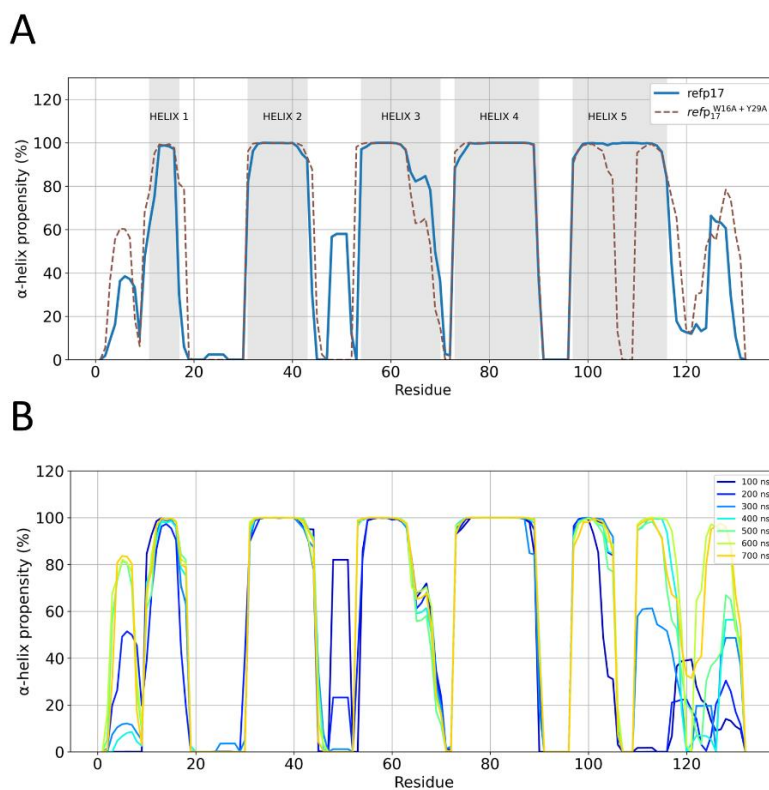 A
120
100
80
60
40
20
0
α-helix propensity (%)
HELIX 1
HELIX 2
HELIX 3
HELIX 4
HELIX 5
refp17
refp₁₇ᵂ¹⁶ᴬ⁺ʸ²⁹ᴬ
0 20 40 60 80 100 120
Residue
B
120
100
80
60
40
20
0
α-helix propensity (%)
100 ns
200 ns
300 ns
400 ns
500 ns
600 ns
700 ns
0 20 40 60 80 100 120
Residue